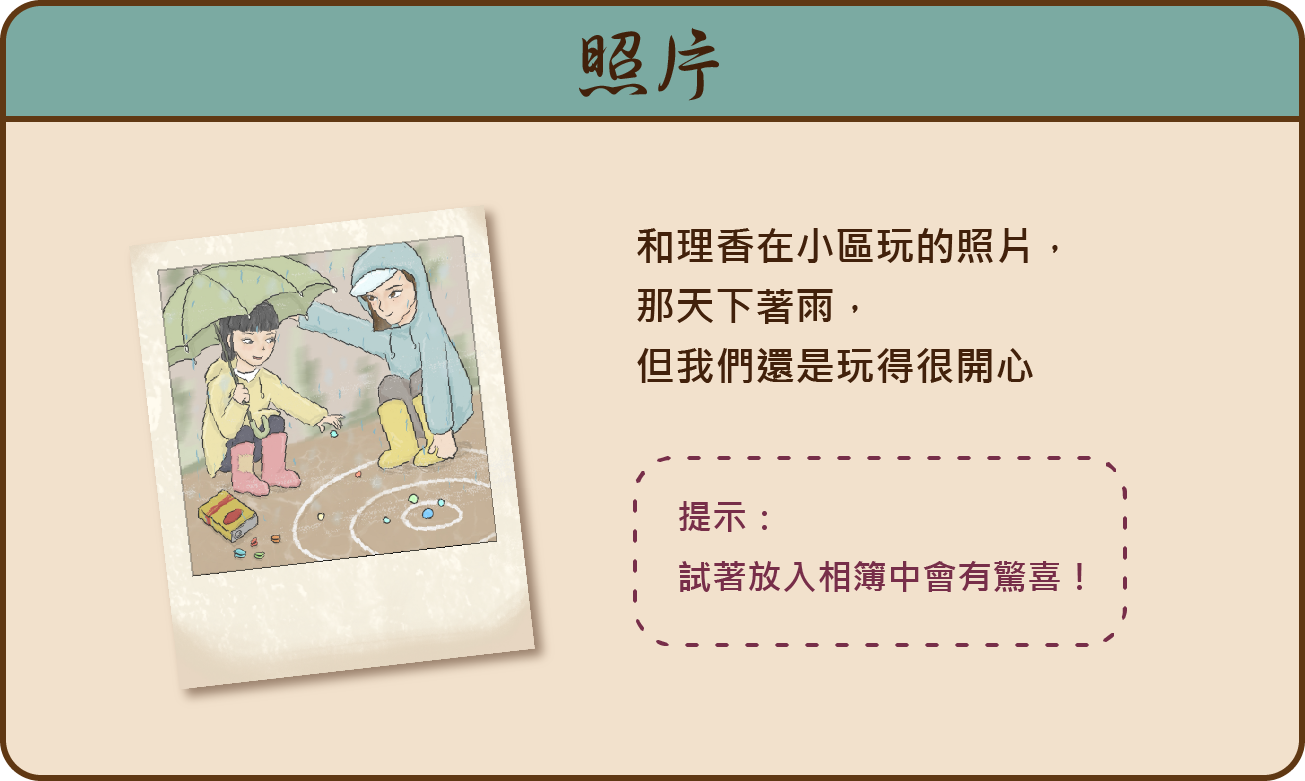 照片
和理香在小區玩的照片，
那天下著雨，
但我們還是玩得很開心
提示：
試著放入相簿中會有驚喜！